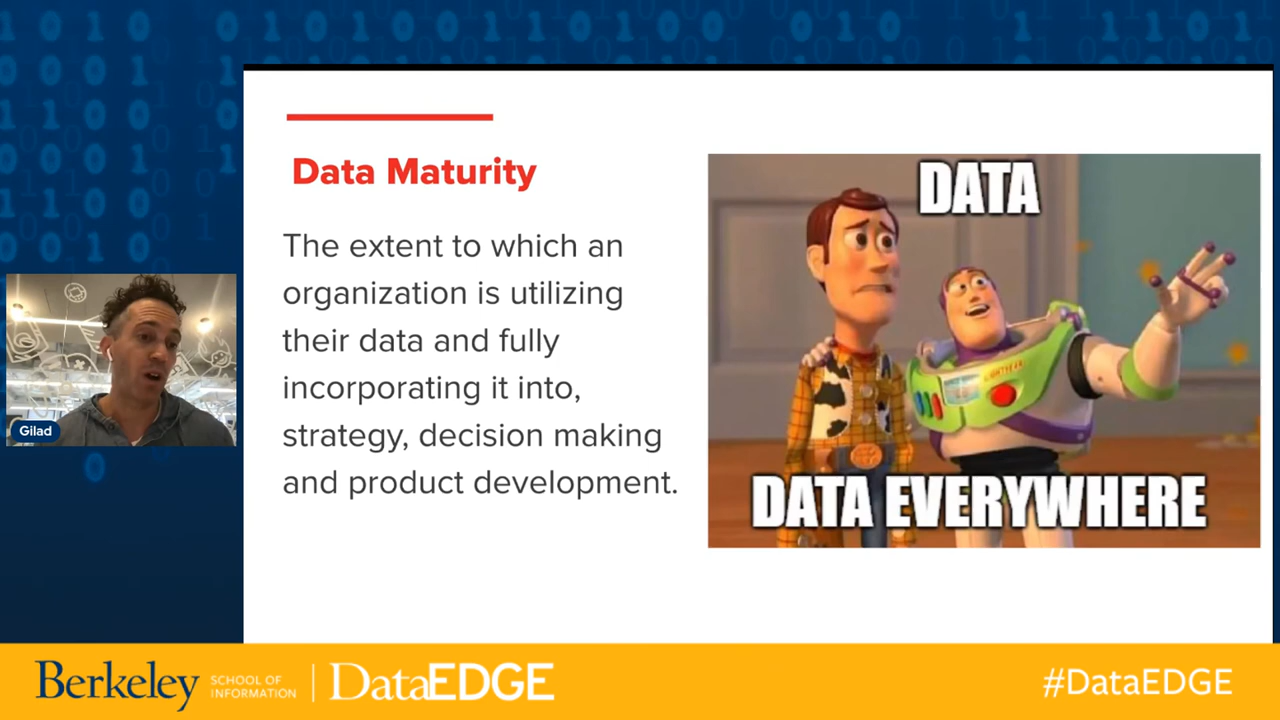 Data Maturity
The extent to which an
organization is utilizing
their data and fully
incorporating it into,
strategy, decision making
and product development.
DATA
DATA EVERYWHERE
LIGHTYEAR
Gilad
Berkeley
SCHOOL OF
INFORMATION
DataEDGE
#DataEDGE